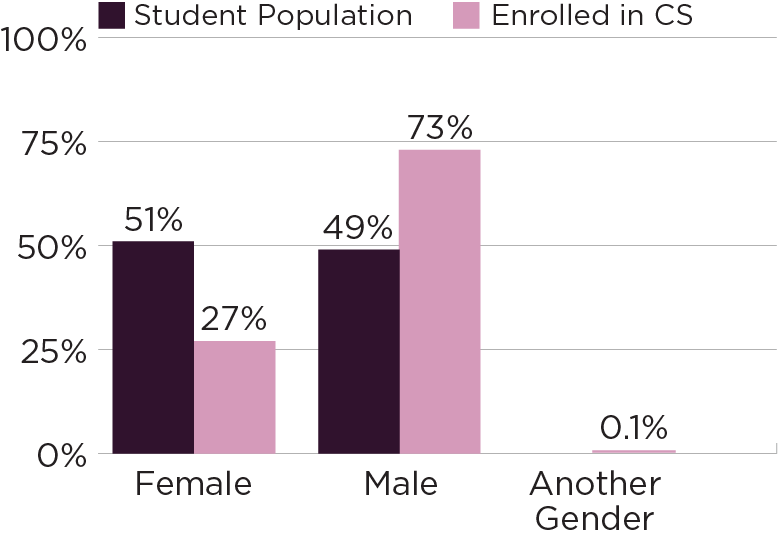 Student Population Enrolled in CS
100%
75%
50%
25%
0%
51%
27%
49%
73%
0.1%
Female
Male
Another
Gender